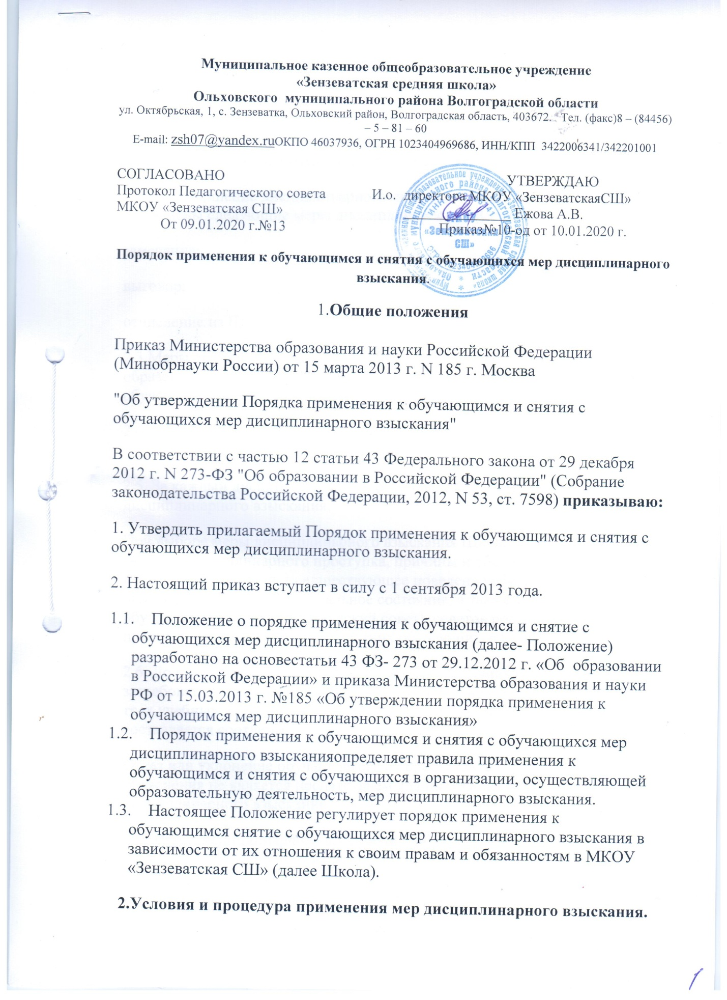 Муниципальное казенное общеобразовательное учреждение
«Зензеватская средняя школа»
Ольховского муниципального района Волгоградской области
ул. Октябрьская, 1, с. Зензеватка, Ольховский район, Волгоградская область, 403672. Тел. (факс)8 – (84456)
– 5 – 81 – 60
E-mail: zsh07@yandex.ruОКПО 46037936, ОГРН 1023404969686, ИНН/КПП 3422006341/342201001
СОГЛАСОВАНО
Протокол Педагогического совета
МКОУ «Зензеватская СШ»
От 09.01.2020 г.№13
УТВЕРЖДАЮ
И.о. директора МКОУ «ЗензеватскаяСШ»
Ежова А.В.
Приказ№10-од от 10.01.2020 г.
МКОУ
«Зензеватская
СШ»
Порядок применения к обучающимся и снятия с обучающихся мер дисциплинарного
взыскания.
1.Общие положения
Приказ Министерства образования и науки Российской Федерации
(Минобрнауки России) от 15 марта 2013 г. N 185 г. Москва
"Об утверждении Порядка применения к обучающимся и снятия с
обучающихся мер дисциплинарного взыскания"
В соответствии с частью 12 статьи 43 Федерального закона от 29 декабря
2012 г. N 273-ФЗ "Об образовании в Российской Федерации" (Собрание
законодательства Российской Федерации, 2012, N 53, ст. 7598) приказываю:
1. Утвердить прилагаемый Порядок применения к обучающимся и снятия с
обучающихся мер дисциплинарного взыскания.
2. Настоящий приказ вступает в силу с 1 сентября 2013 года.
1.1. Положение о порядке применения к обучающимся и снятие с
обучающихся мер дисциплинарного взыскания (далее- Положение)
разработано на основестатьи 43 ФЗ- 273 от 29.12.2012 г. «Об образовании
в Российской Федерации» и приказа Министерства образования и науки
РФ от 15.03.2013 г. №185 «Об утверждении порядка применения к
обучающимся мер дисциплинарного взыскания»
1.2. Порядок применения к обучающимся и снятия с обучающихся мер
дисциплинарного взысканияопределяет правила применения к
обучающимся и снятия с обучающихся в организации, осуществляющей
образовательную деятельность, мер дисциплинарного взыскания.
1.3. Настоящее Положение регулирует порядок применения к
обучающимся снятие с обучающихся мер дисциплинарного взыскания в
зависимости от их отношения к своим правам и обязанностям в МКОУ
«Зензеватская СШ» (далее Школа).
2.Условия и процедура применения мер дисциплинарного взыскания.
1